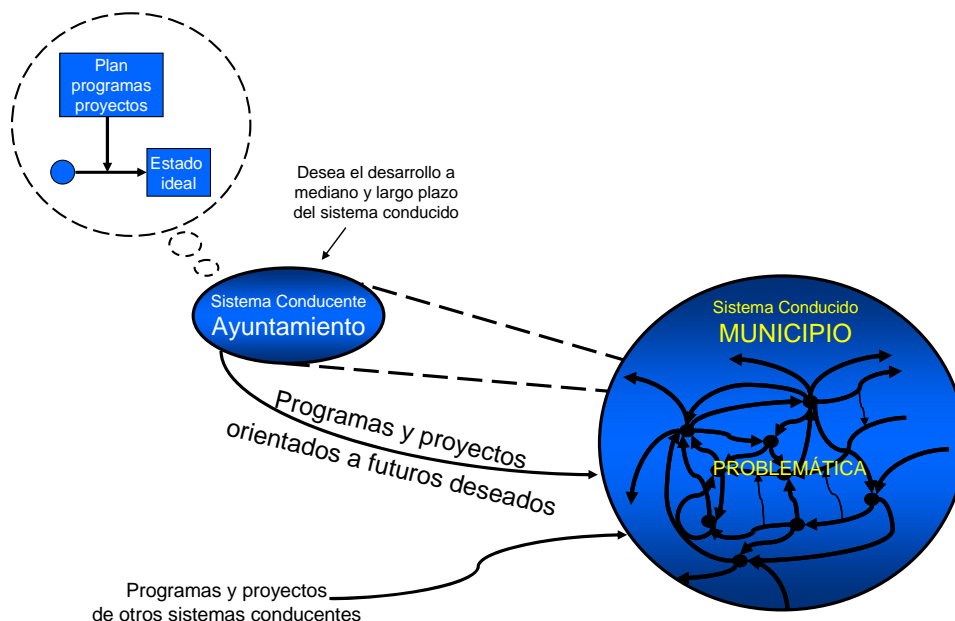 Plan
programas
proyectos
Estado
ideal
Desea el desarrollo a
mediano y largo plazo
del sistema conducido
Sistema Conducente
Ayuntamiento
Sistema Conducido
MUNICIPIO
PROBLEMÁTICA
Programas y proyectos
orientados a futuros deseados
Programas y proyectos
de otros sistemas conducentes